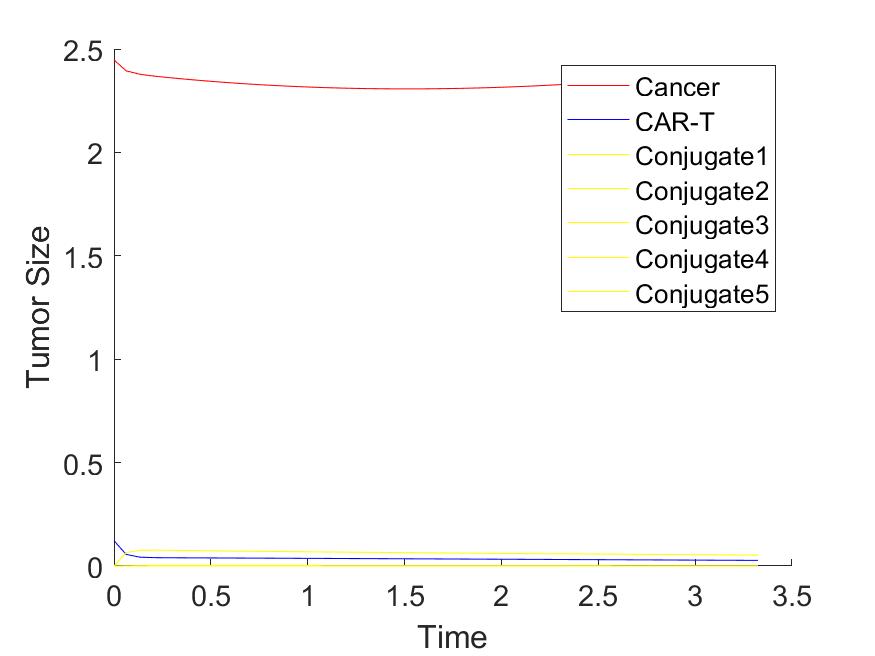 2.5
2
1.5
1
0.5
0
Tumor Size
0 0.5 1 1.5 2 2.5 3 3.5
Time
Cancer
CAR-T
Conjugate1
Conjugate2
Conjugate3
Conjugate4
Conjugate5